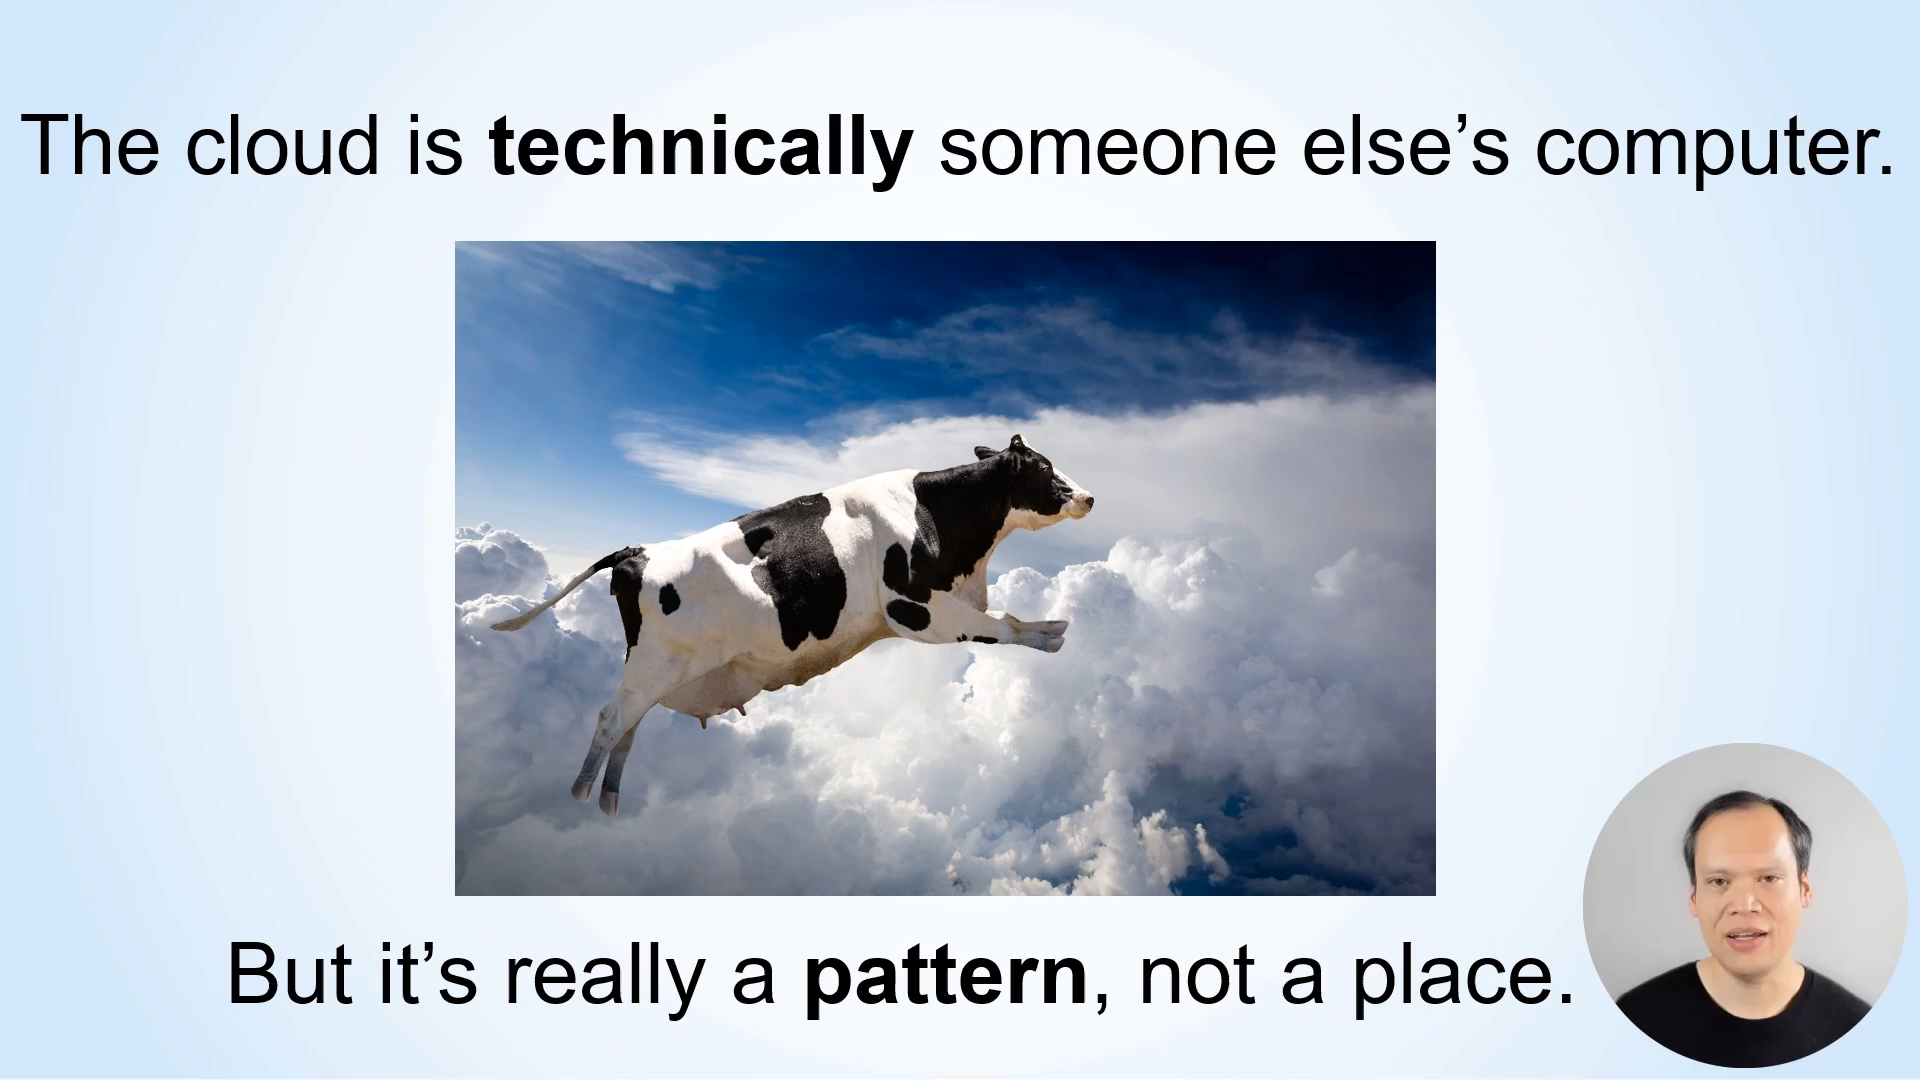 The cloud is technically someone else’s computer.
But it’s really a pattern, not a place.